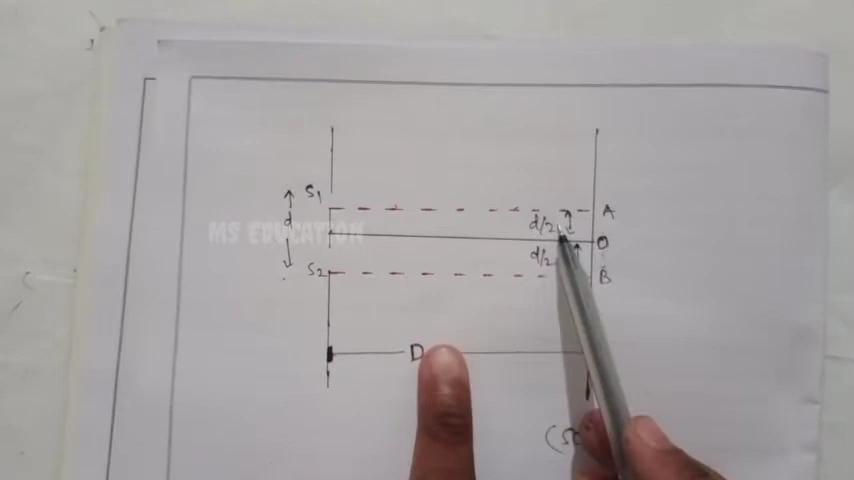 S1
d
S2
d/2
d/2
A
O
B
D
MS EDUCATION